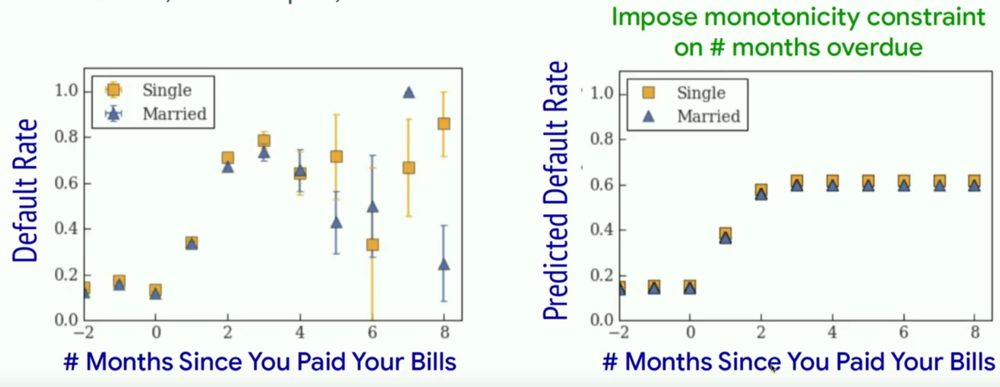 Impose monotonicity constraint
on # months overdue
Default Rate
1.0
0.8
0.6
0.4
0.2
0.0
Single
Married
−2
0
2
4
6
8
# Months Since You Paid Your Bills
Predicted Default Rate
1.0
0.8
0.6
0.4
0.2
0.0
Single
Married
−2
0
2
4
6
8
# Months Since You Paid Your Bills